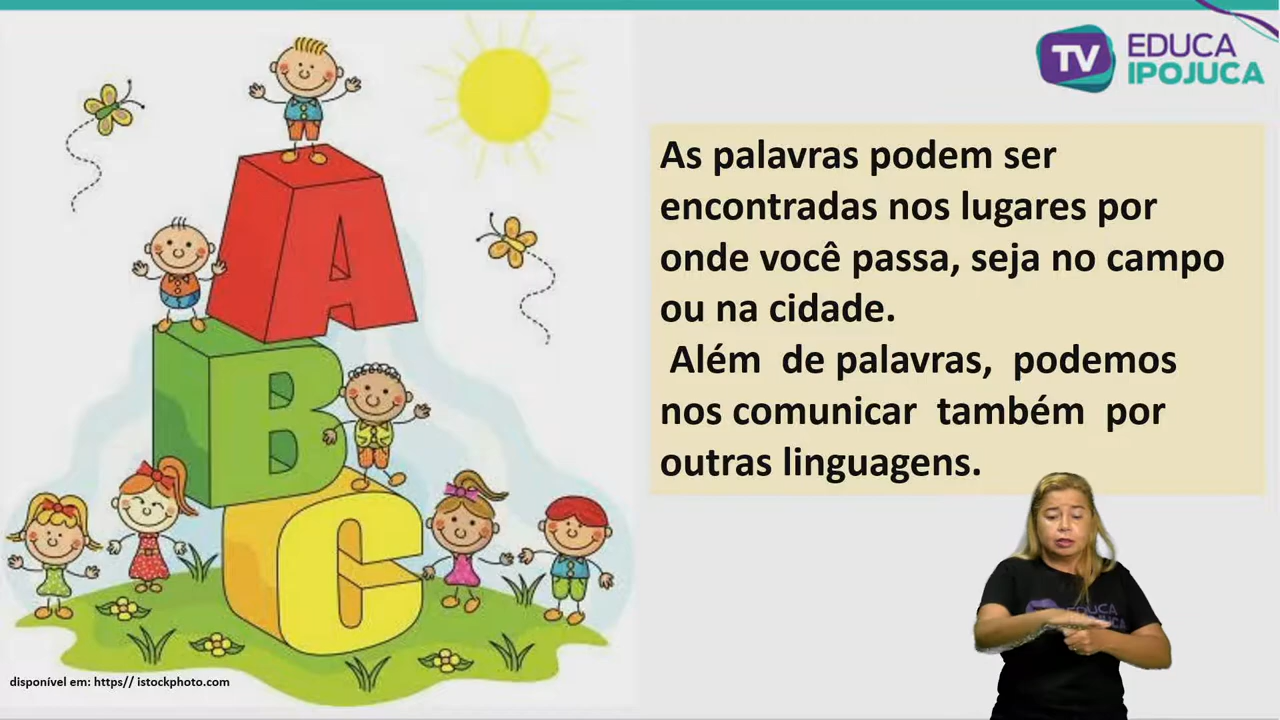 TV EDUCA
IPOJUCA
As palavras podem ser
encontradas nos lugares por
onde você passa, seja no campo
ou na cidade.
Além de palavras, podemos
nos comunicar também por
outras linguagens.
A
B
C
EDUCA
disponível em: https// istockphoto.com